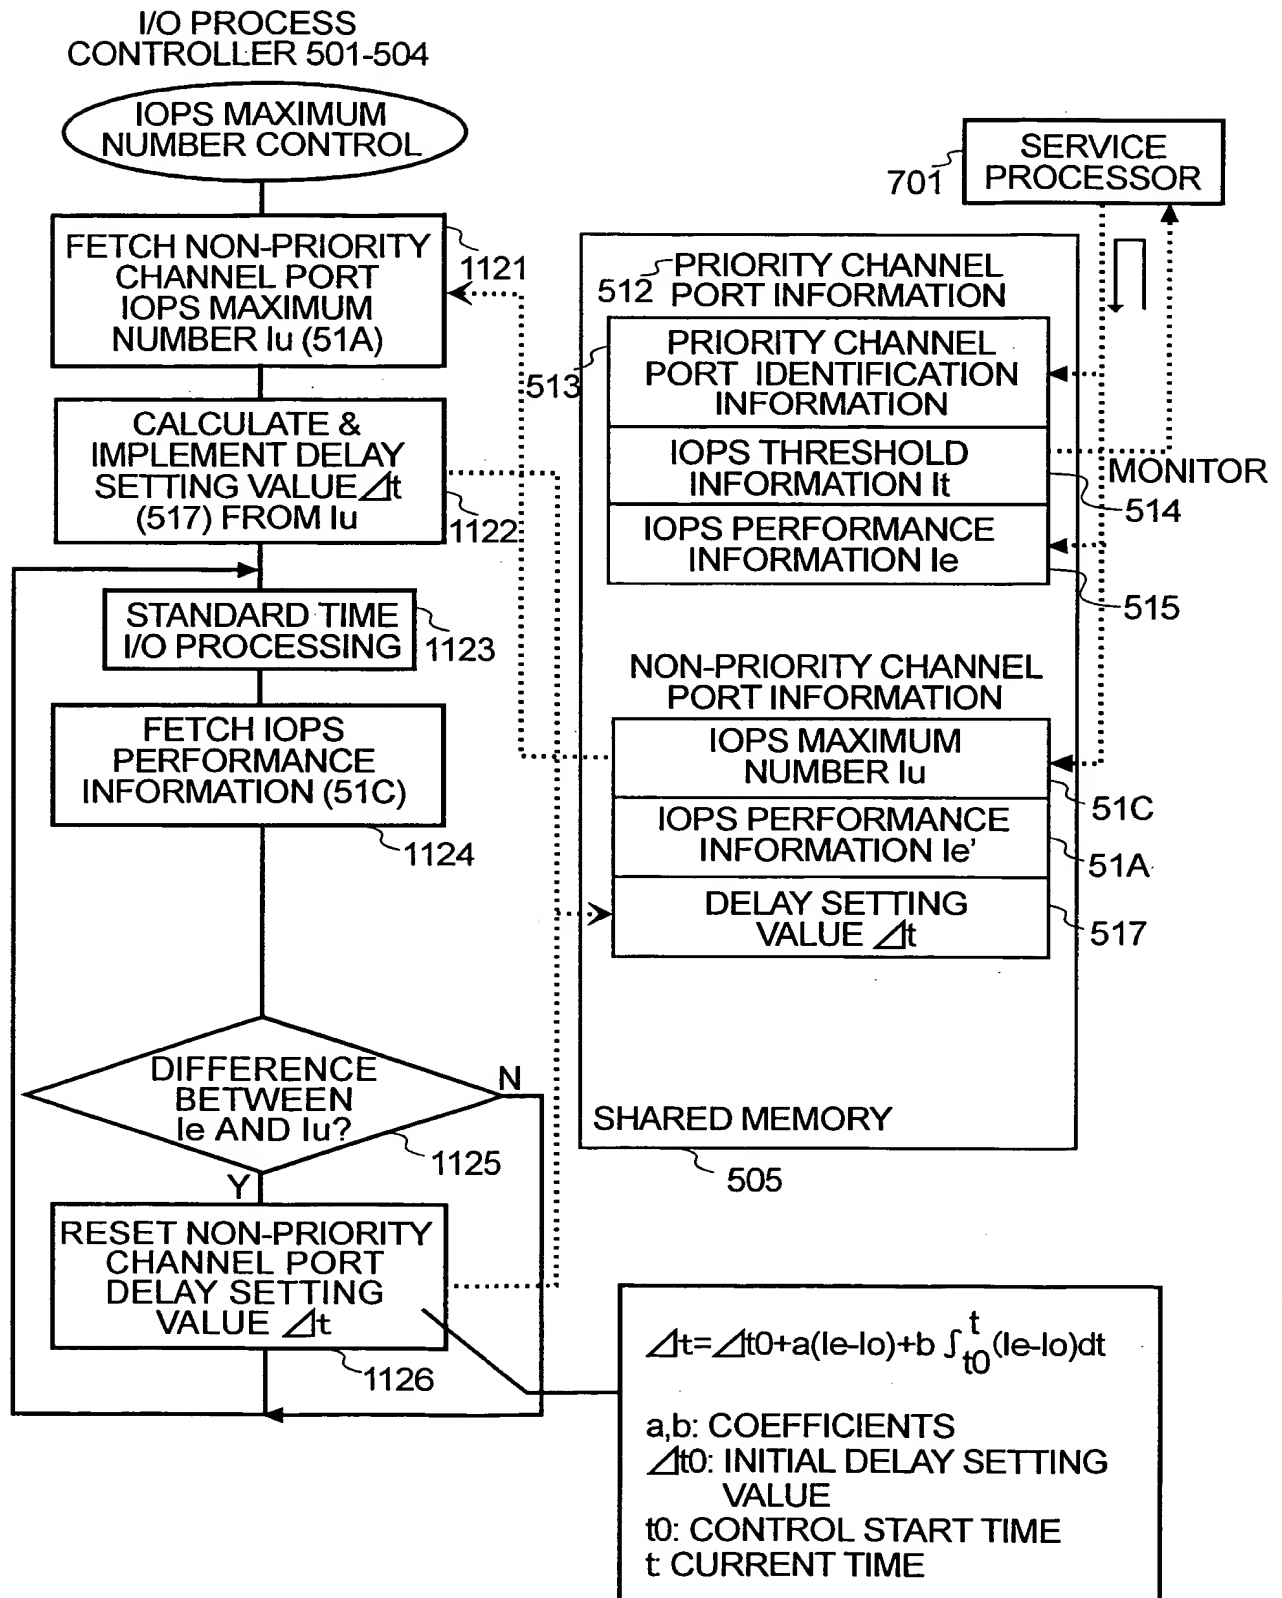 I/O PROCESS
CONTROLLER 501-504
IOPS MAXIMUM
NUMBER CONTROL
FETCH NON-PRIORITY
CHANNEL PORT
IOPS MAXIMUM
NUMBER Iu (51A)
1121
CALCULATE &
IMPLEMENT DELAY
SETTING VALUE⊿t
(517) FROM Iu
1122
STANDARD TIME
I/O PROCESSING
1123
FETCH IOPS
PERFORMANCE
INFORMATION (51C)
1124
DIFFERENCE
BETWEEN
Ie AND Iu?
N
1125
Y
RESET NON-PRIORITY
CHANNEL PORT
DELAY SETTING
VALUE ⊿t
1126
SERVICE
PROCESSOR
701
512
PRIORITY CHANNEL
PORT INFORMATION
513
PRIORITY CHANNEL
PORT IDENTIFICATION
INFORMATION
IOPS THRESHOLD
INFORMATION It
MONITOR
514
IOPS PERFORMANCE
INFORMATION Ie
515
NON-PRIORITY CHANNEL
PORT INFORMATION
IOPS MAXIMUM
NUMBER Iu
51C
IOPS PERFORMANCE
INFORMATION Ie'
51A
DELAY SETTING
VALUE ⊿t
517
SHARED MEMORY
505
⊿t=⊿t0+a(Ie-Io)+b ∫t0t(Ie-Io)dt
a,b: COEFFICIENTS
⊿t0: INITIAL DELAY SETTING
VALUE
t0: CONTROL START TIME
t: CURRENT TIME